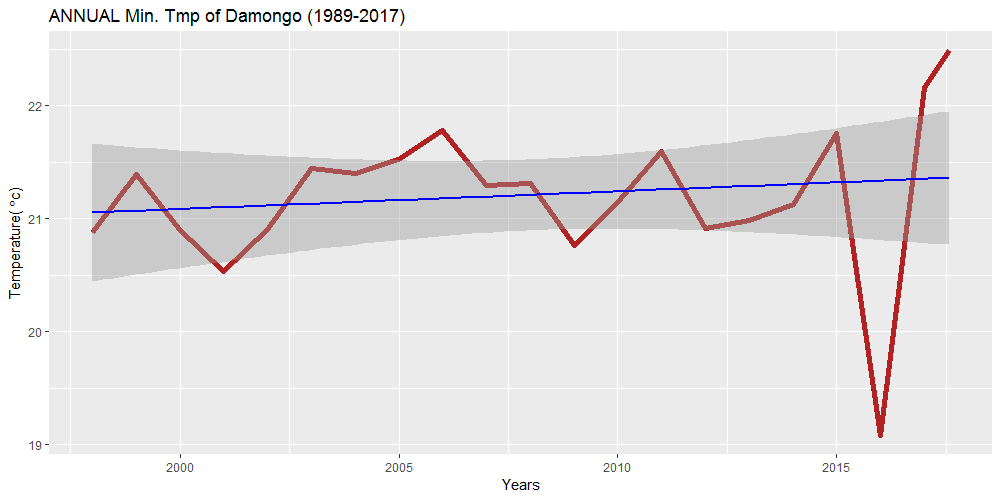 ANNUAL Min. Tmp of Damongo (1989-2017)
Temperature( °c)
22
21
20
19
2000 2005 2010 2015
Years